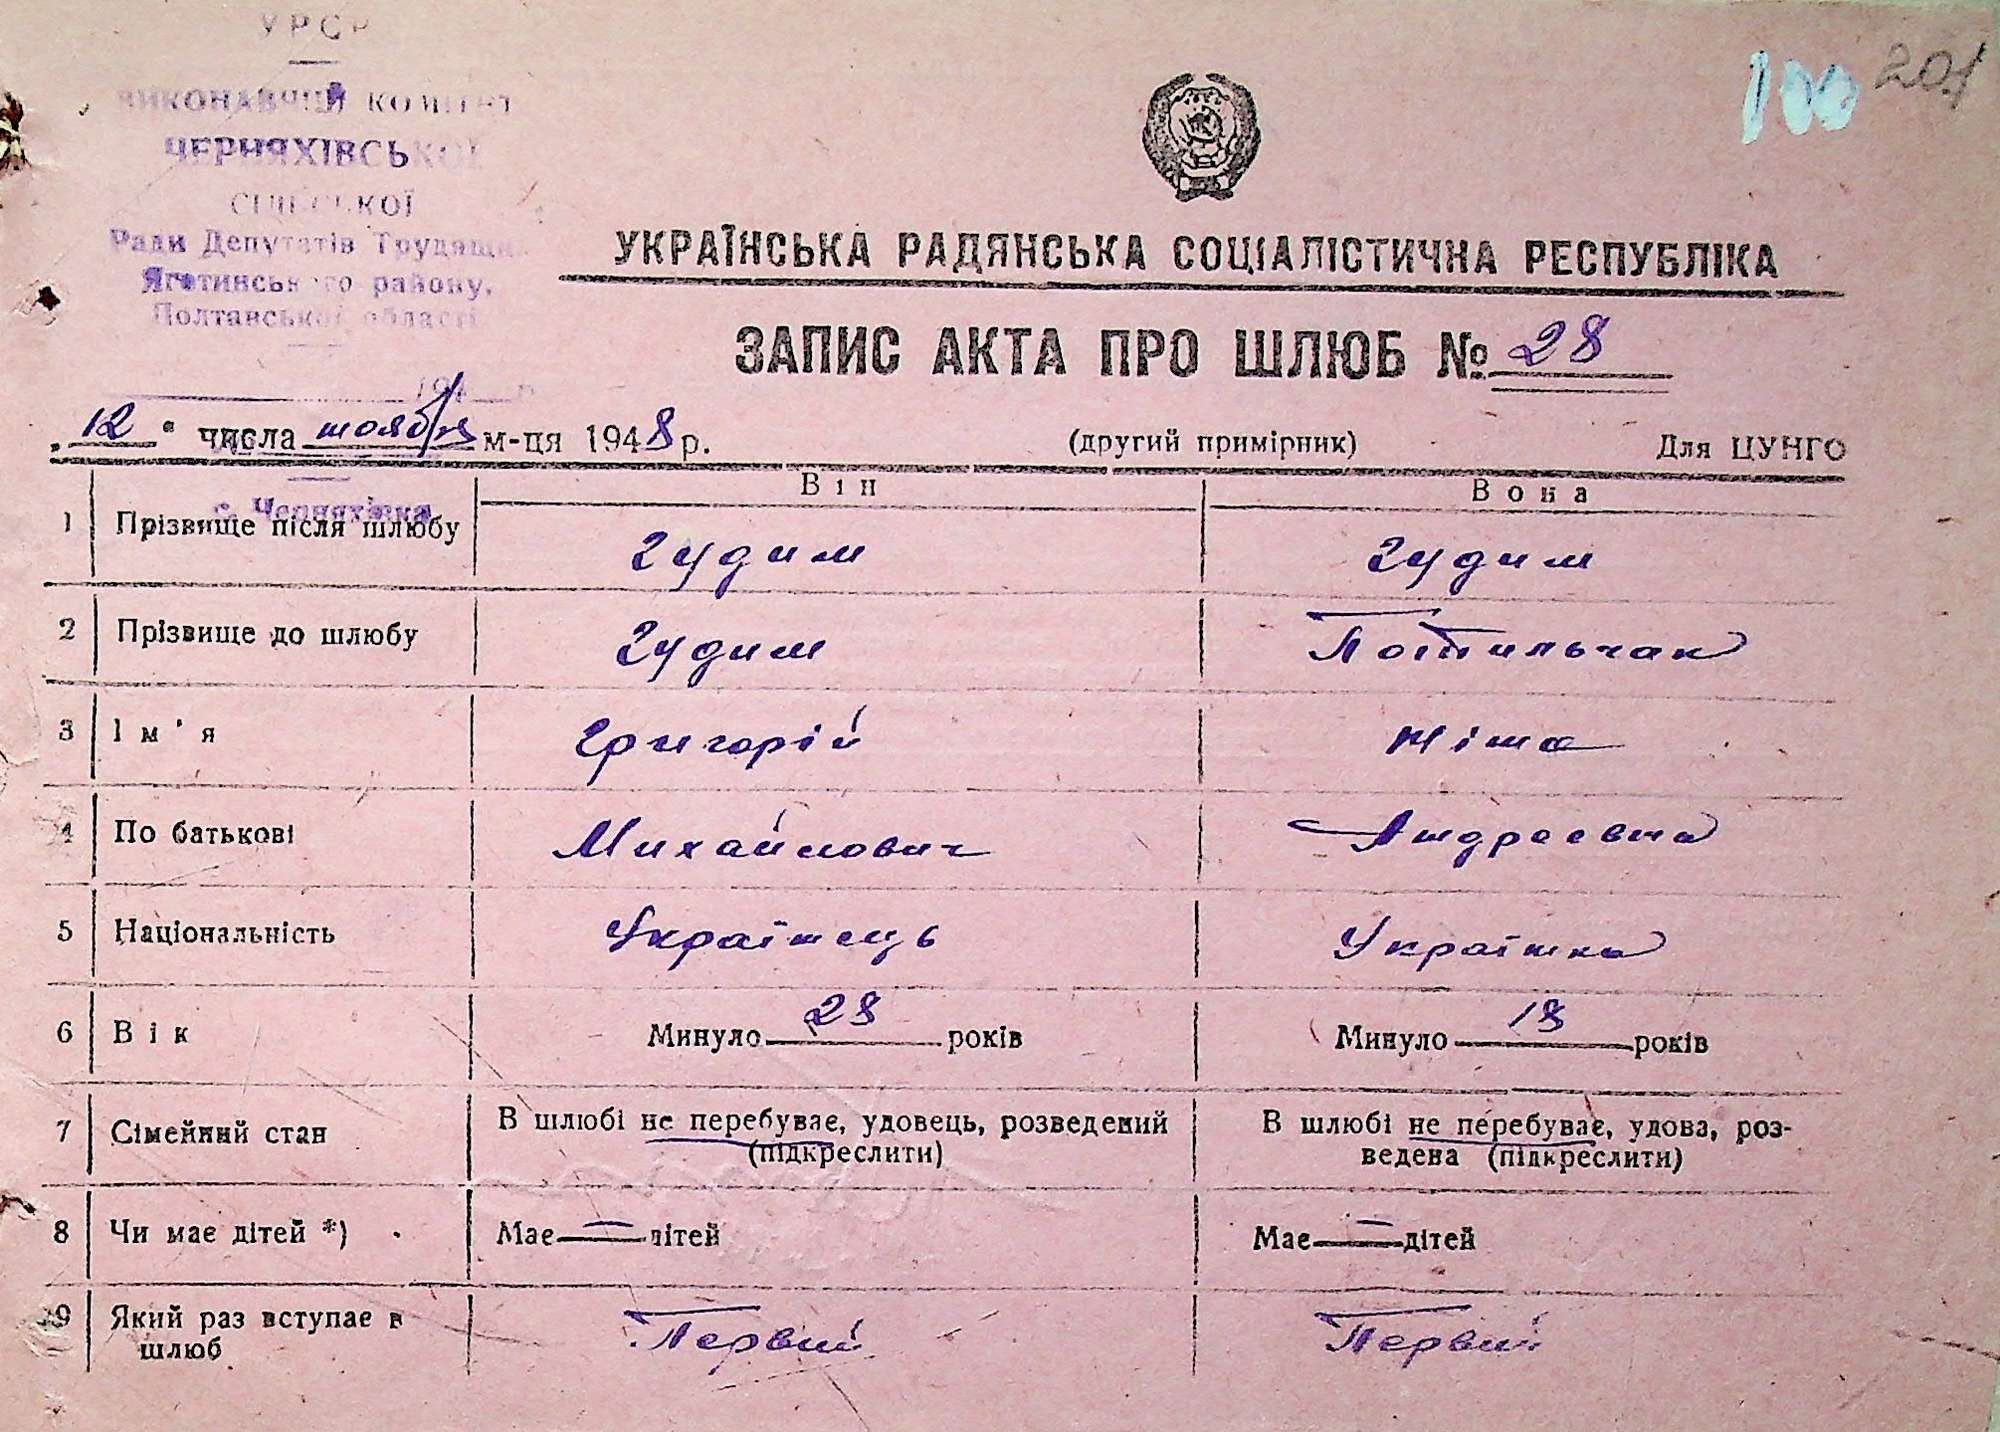 УРСР
ВИКОНАВЧИЙ КОМІТЕТ
ЧЕРНЯХІВСЬКОЇ
СІЛЬСЬКОЇ
Ради Депутатів Трудящих
Яготинського району,
Полтавської області
194 р.
с. Черняхівка
100 201
УКРАЇНСЬКА РАДЯНСЬКА СОЦІАЛІСТИЧНА РЕСПУБЛІКА
ЗАПИС АКТА ПРО ШЛЮБ № 28
„12“ числа ноября м-ця 1948 р. (другий примірник) Для ЦУНГО
Він Вона
1 Прізвище після шлюбу Гудим Гудим
2 Прізвище до шлюбу Гудим Потильчак
3 Ім'я Григорій Ніна
4 По батькові Михайлович Андреевна
5 Національність Українець Українка
6 Вік Минуло 28 років Минуло 18 років
7 Сімейний стан В шлюбі не перебуває, удовець, розведений В шлюбі не перебуває, удова, роз-
(підкреслити) ведена (підкреслити)
8 Чи має дітей *) Має — дітей Має — дітей
9 Який раз вступає в Первий Первий
шлюб